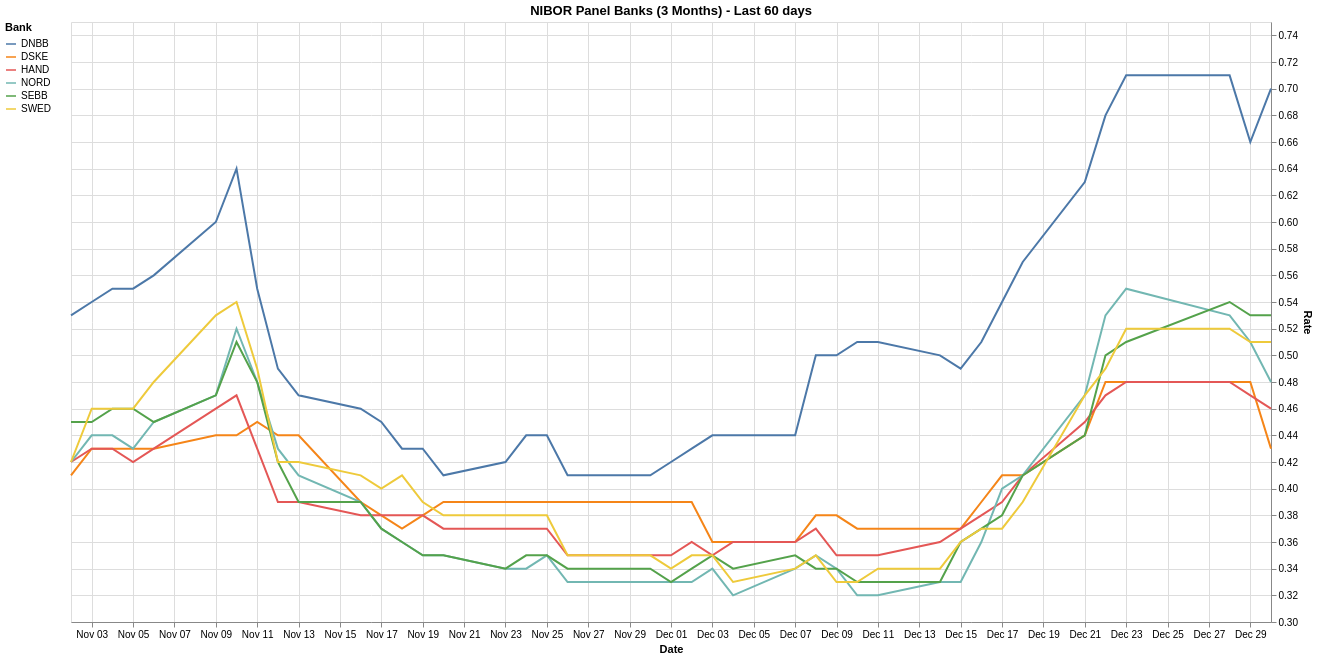 NIBOR Panel Banks (3 Months) - Last 60 days
Bank
DNBB
DSKE
HAND
NORD
SEBB
SWED
0.74
0.72
0.70
0.68
0.66
0.64
0.62
0.60
0.58
0.56
0.54
0.52
0.50
0.48
0.46
0.44
0.42
0.40
0.38
0.36
0.34
0.32
0.30
Rate
Nov 03 Nov 05 Nov 07 Nov 09 Nov 11 Nov 13 Nov 15 Nov 17 Nov 19 Nov 21 Nov 23 Nov 25 Nov 27 Nov 29 Dec 01 Dec 03 Dec 05 Dec 07 Dec 09 Dec 11 Dec 13 Dec 15 Dec 17 Dec 19 Dec 21 Dec 23 Dec 25 Dec 27 Dec 29
Date